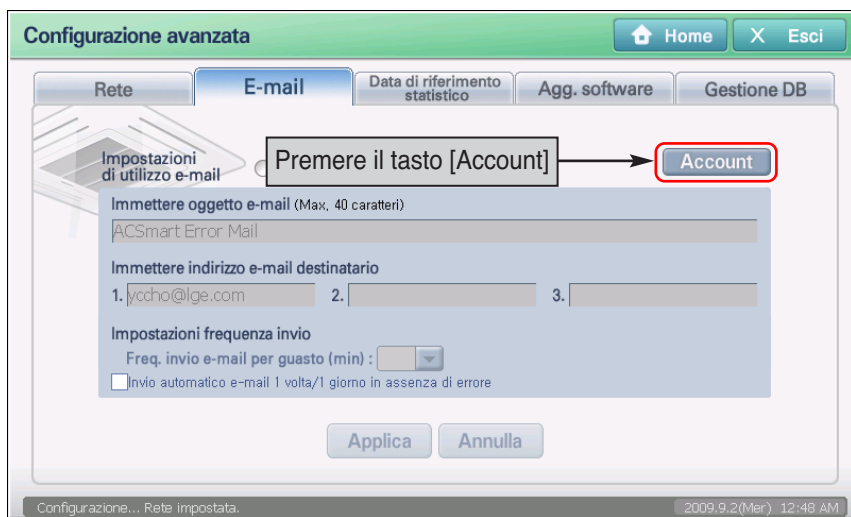 Configurazione avanzata
Home
X Esci
Rete
E-mail
Data di riferimento
statistico
Agg. software
Gestione DB
Impostazioni
di utilizzo e-mail
Premere il tasto [Account]
Account
Immettere oggetto e-mail (Max, 40 caratteri)
ACSmart Error Mail
Immettere indirizzo e-mail destinatario
1. yccho@lge.com 2. 3.
Impostazioni frequenza invio
Freq. invio e-mail per guasto (min) :
Invio automatico e-mail 1 volta/1 giorno in assenza di errore
Applica
Annulla
Configurazione... Rete impostata.
2009.9.2(Mer) 12:48 AM